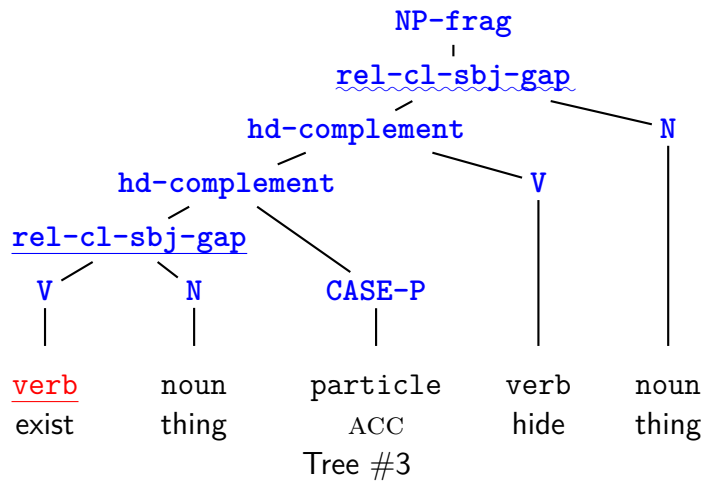 NP-frag
rel-cl-sbj-gap
hd-complement N
hd-complement V
rel-cl-sbj-gap
V N CASE-P
verb noun particle verb noun
exist thing ACC hide thing
Tree #3